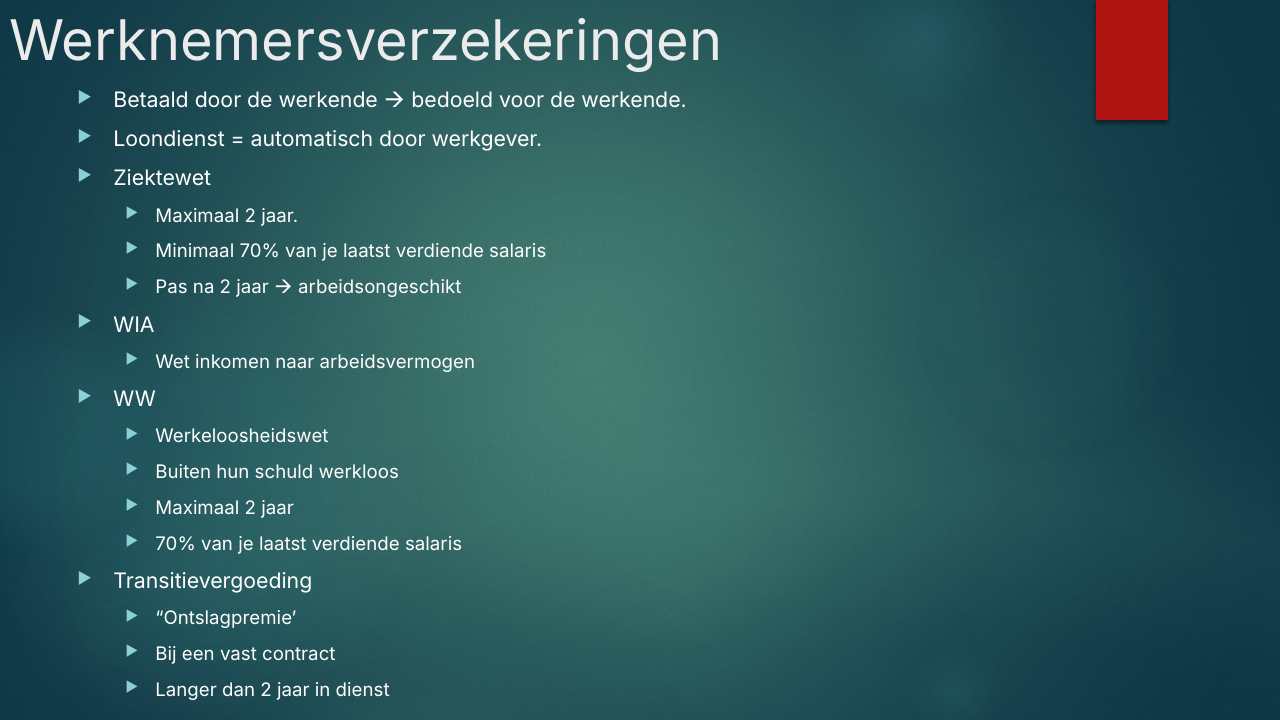 Werknemersverzekeringen
Betaald door de werkende → bedoeld voor de werkende.
Loondienst = automatisch door werkgever.
Ziektewet
Maximaal 2 jaar.
Minimaal 70% van je laatst verdiende salaris
Pas na 2 jaar → arbeidsongeschikt
WIA
Wet inkomen naar arbeidsvermogen
WW
Werkeloosheidswet
Buiten hun schuld werkloos
Maximaal 2 jaar
70% van je laatst verdiende salaris
Transitievergoeding
“Ontslagpremie’
Bij een vast contract
Langer dan 2 jaar in dienst